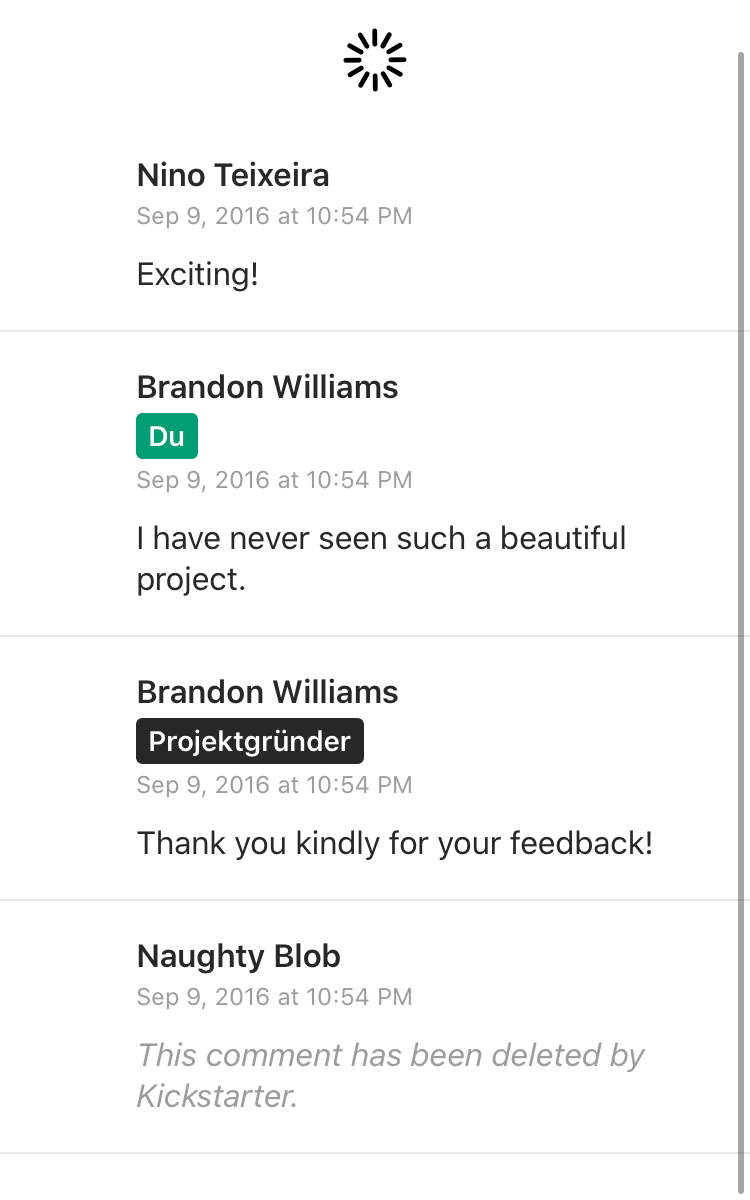 Nino Teixeira
Sep 9, 2016 at 10:54 PM
Exciting!
Brandon Williams
Du
Sep 9, 2016 at 10:54 PM
I have never seen such a beautiful
project.
Brandon Williams
Projektgründer
Sep 9, 2016 at 10:54 PM
Thank you kindly for your feedback!
Naughty Blob
Sep 9, 2016 at 10:54 PM
This comment has been deleted by
Kickstarter.